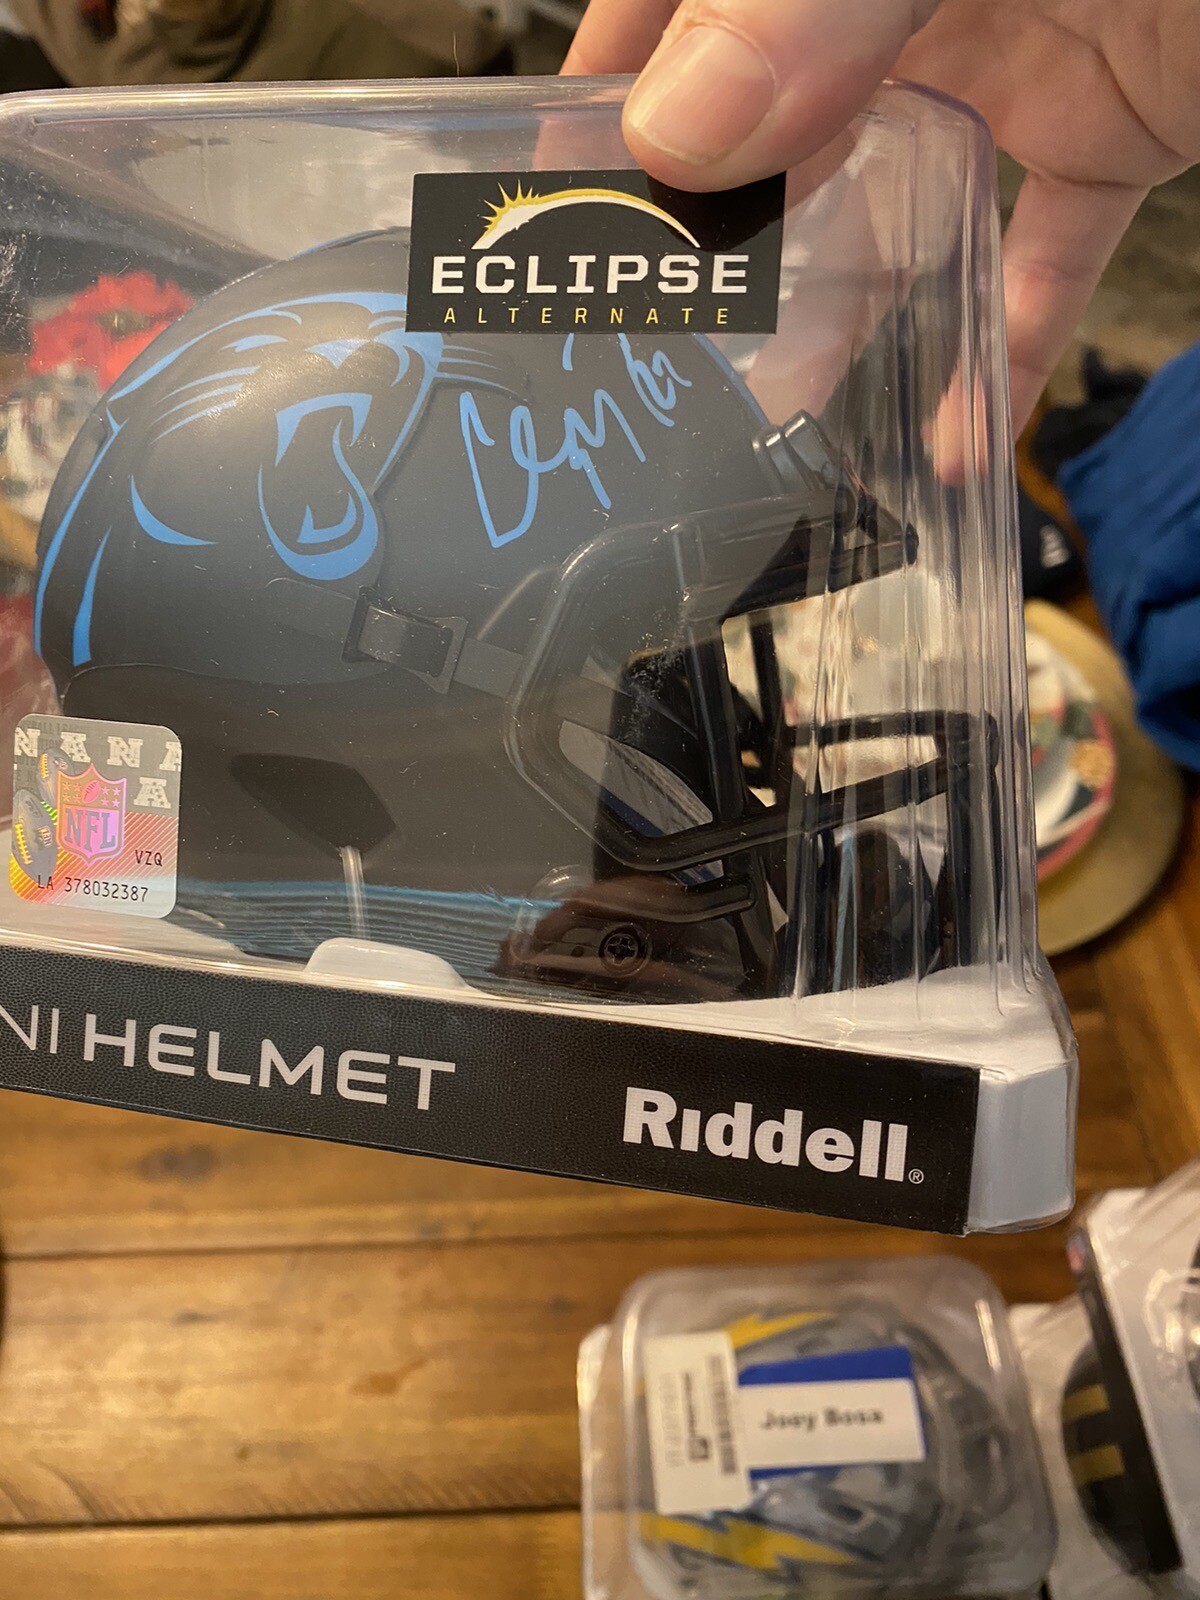 ECLIPSE
ALTERNATE
NFL
VZQ
LA 378032387
NI HELMET
Riddell®
Joey Bosa